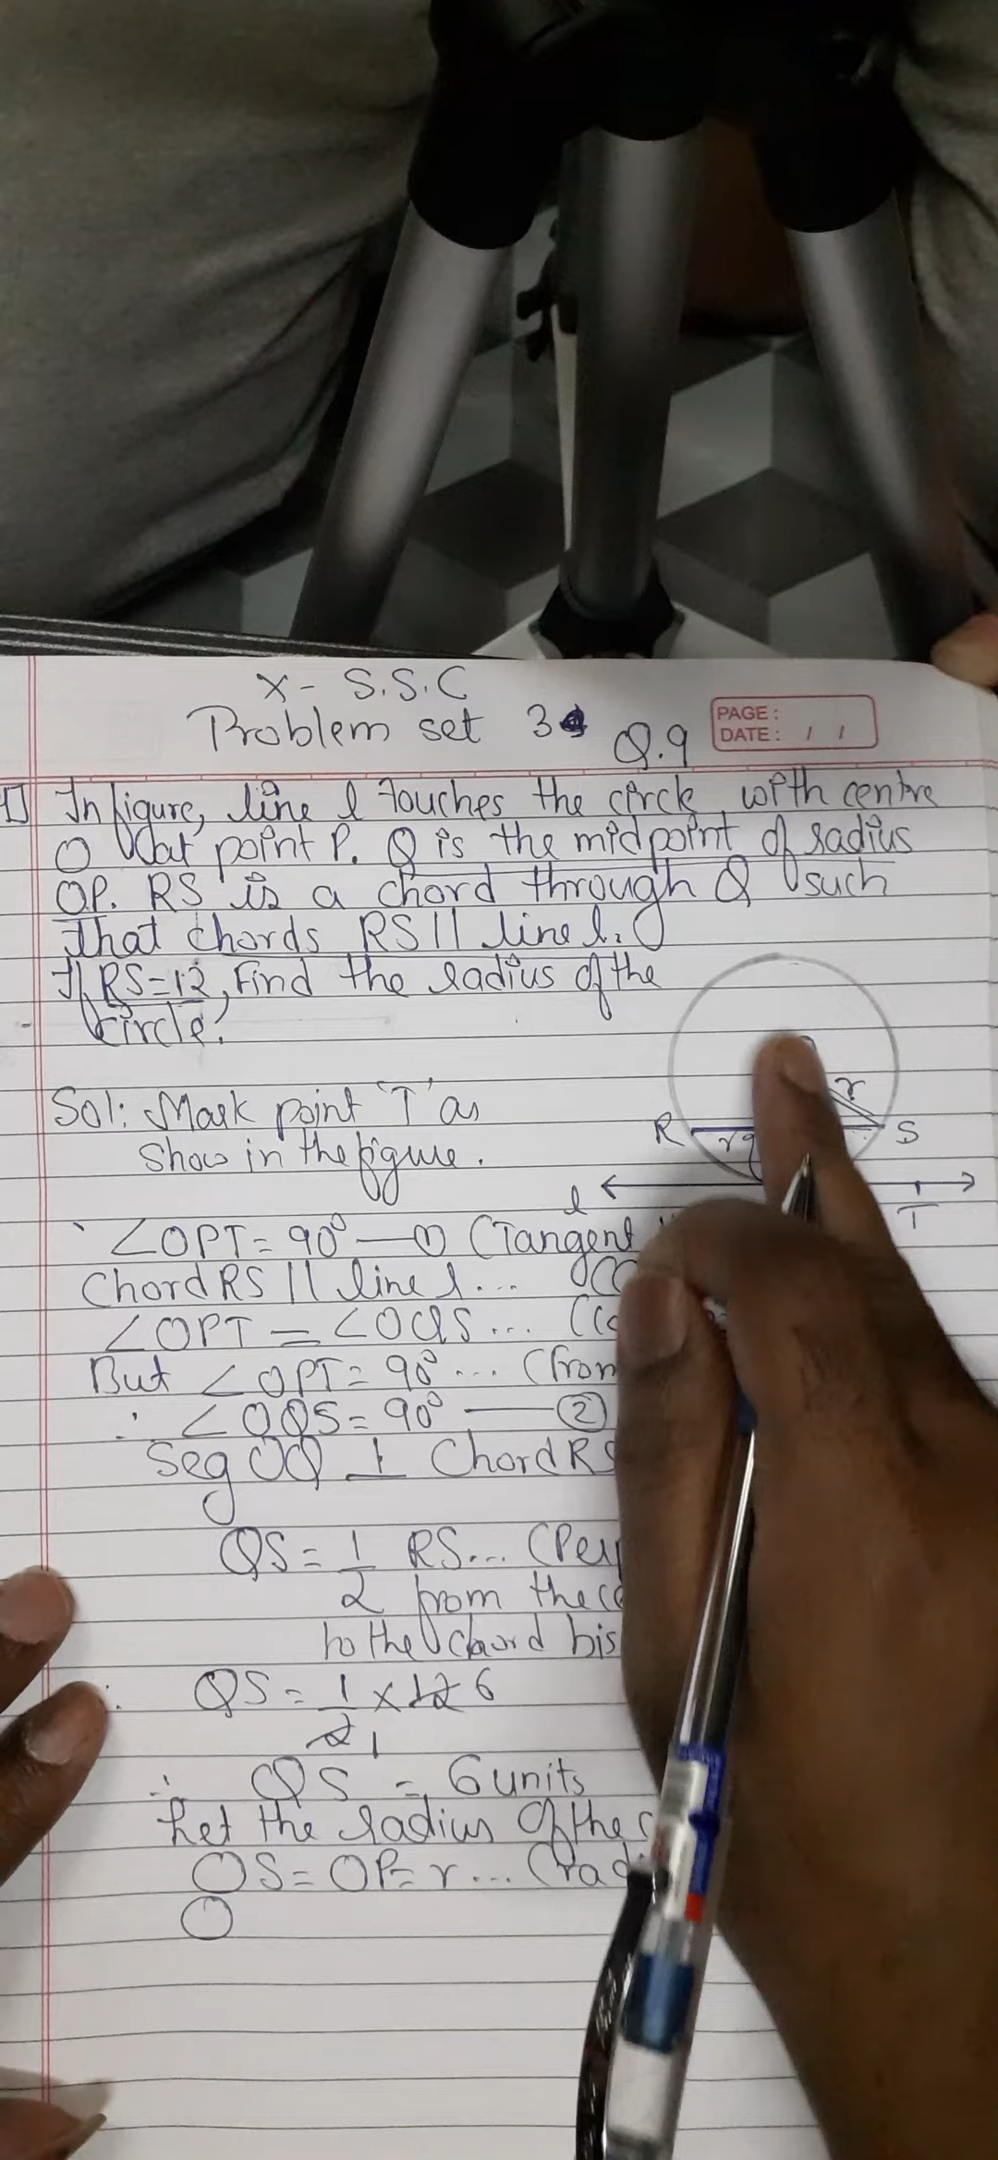 X- S.S.C
Problem set 3
Q.9
PAGE:
DATE: / /
1] In figure, line l touches the circle with centre
O at point P. Q is the midpoint of radius
OP. RS is a chord through Q such
that chords RS || line l.
If RS=12, Find the radius of the
circle.
r
R
S
l
T
Sol: Mark point 'T' as
show in the figure.
∠OPT= 90° — ① (Tangent
Chord RS || line l...
∠OPT = ∠OQS...
But ∠OPT= 90° ... (from
∴ ∠OQS= 90° — ②
Seg OQ ⊥ Chord RS
QS = 1/2 RS... (Per
from the
to the chord bis
∴ QS = 1/2 × 12 6
1
∴ QS = 6 units
Let the radius of the
OS= OP= r... (rad
O